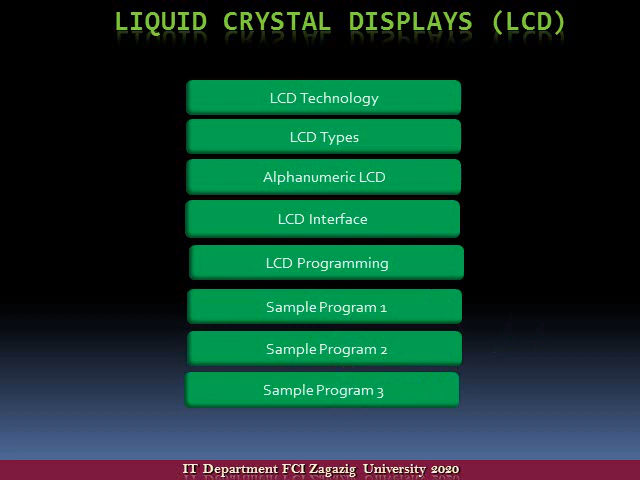 LIQUID CRYSTAL DISPLAYS (LCD)
LCD Technology
LCD Types
Alphanumeric LCD
LCD Interface
LCD Programming
Sample Program 1
Sample Program 2
Sample Program 3
IT Department FCI Zagazig University 2020